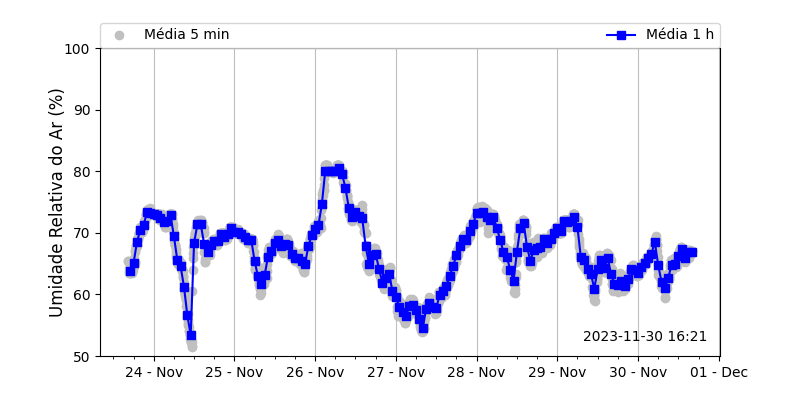 Média 5 min
Média 1 h
100
90
80
70
60
50
Umidade Relativa do Ar (%)
2023-11-30 16:21
24 - Nov
25 - Nov
26 - Nov
27 - Nov
28 - Nov
29 - Nov
30 - Nov
01 - Dec